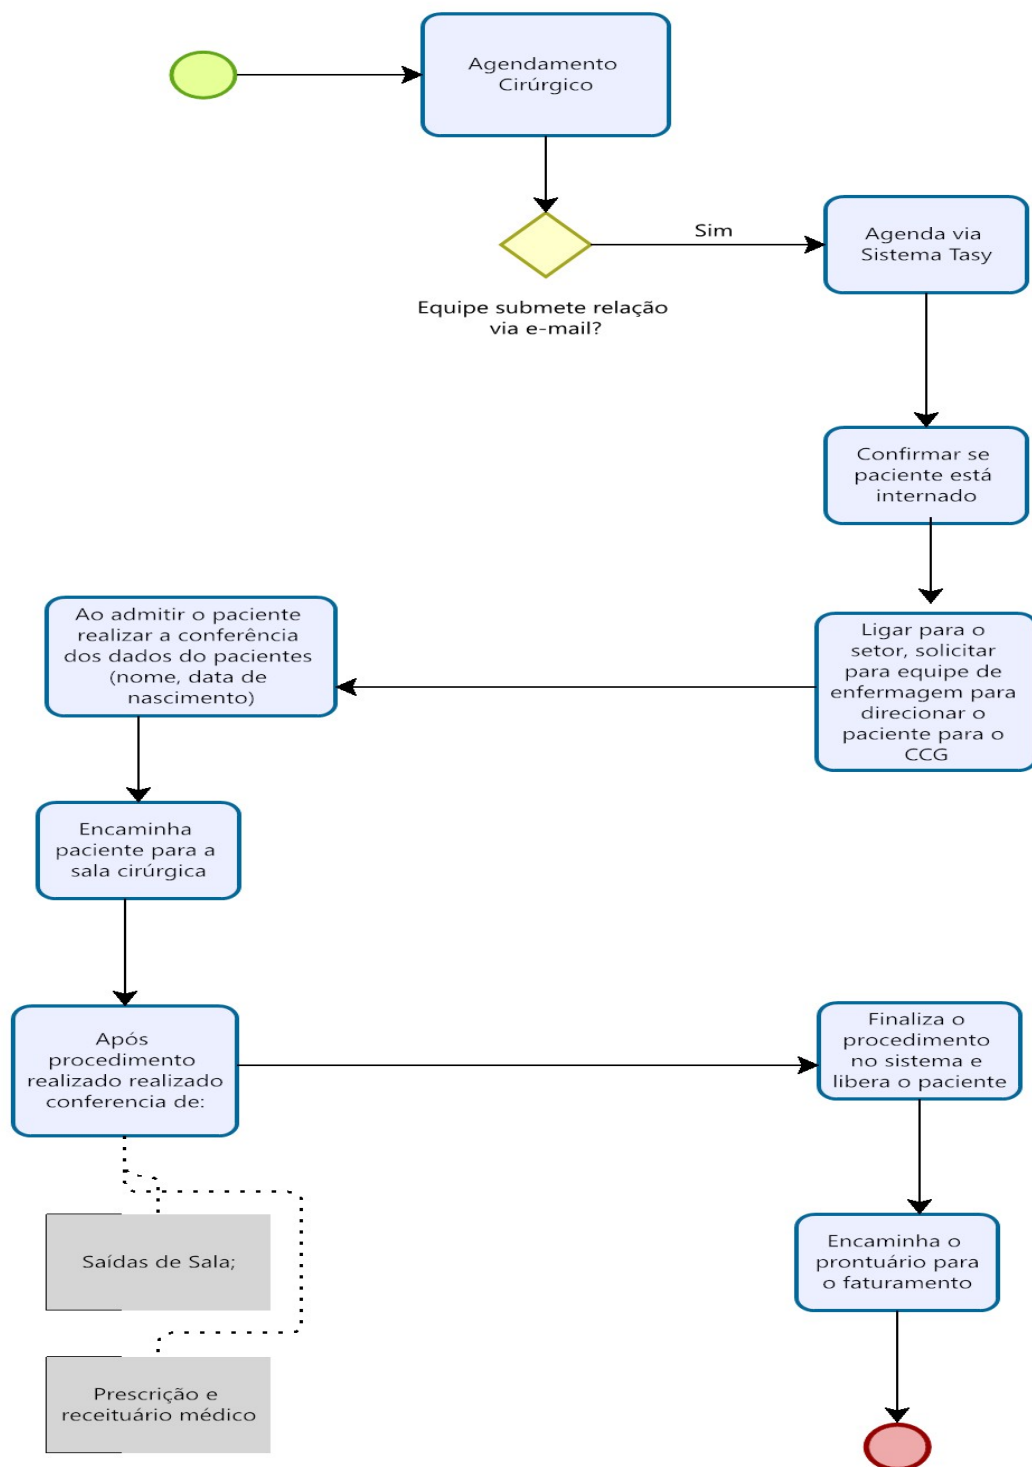 Agendamento
Cirúrgico
Sim
Agenda via
Sistema Tasy
Equipe submete relação
via e-mail?
Confirmar se
paciente está
internado
Ligar para o
setor, solicitar
para equipe de
enfermagem para
direcionar o
paciente para o
CCG
Ao admitir o paciente
realizar a conferência
dos dados do pacientes
(nome, data de
nascimento)
Encaminha
paciente para a
sala cirúrgica
Após
procedimento
realizado realizado
conferencia de:
Saídas de Sala;
Prescrição e
receituário médico
Finaliza o
procedimento
no sistema e
libera o paciente
Encaminha o
prontuário para
o faturamento